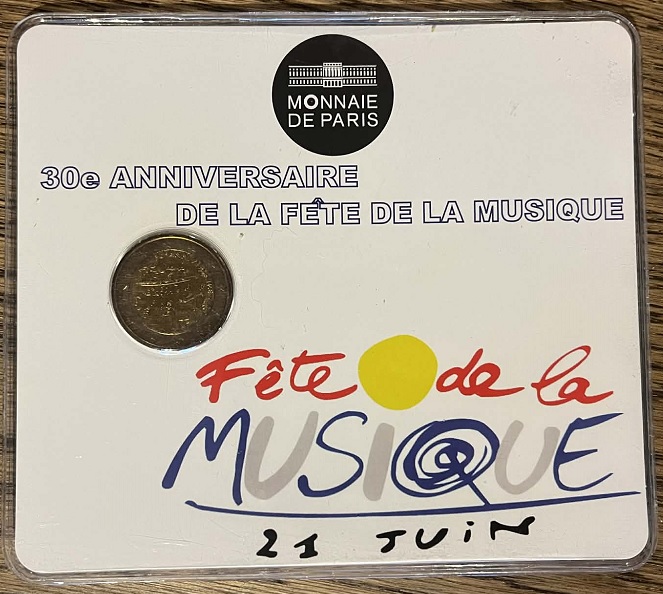 MONNAIE
DE PARIS
30e ANNIVERSAIRE
DE LA FÊTE DE LA MUSIQUE
Fête de la
MUSIQUE
21 JUIN